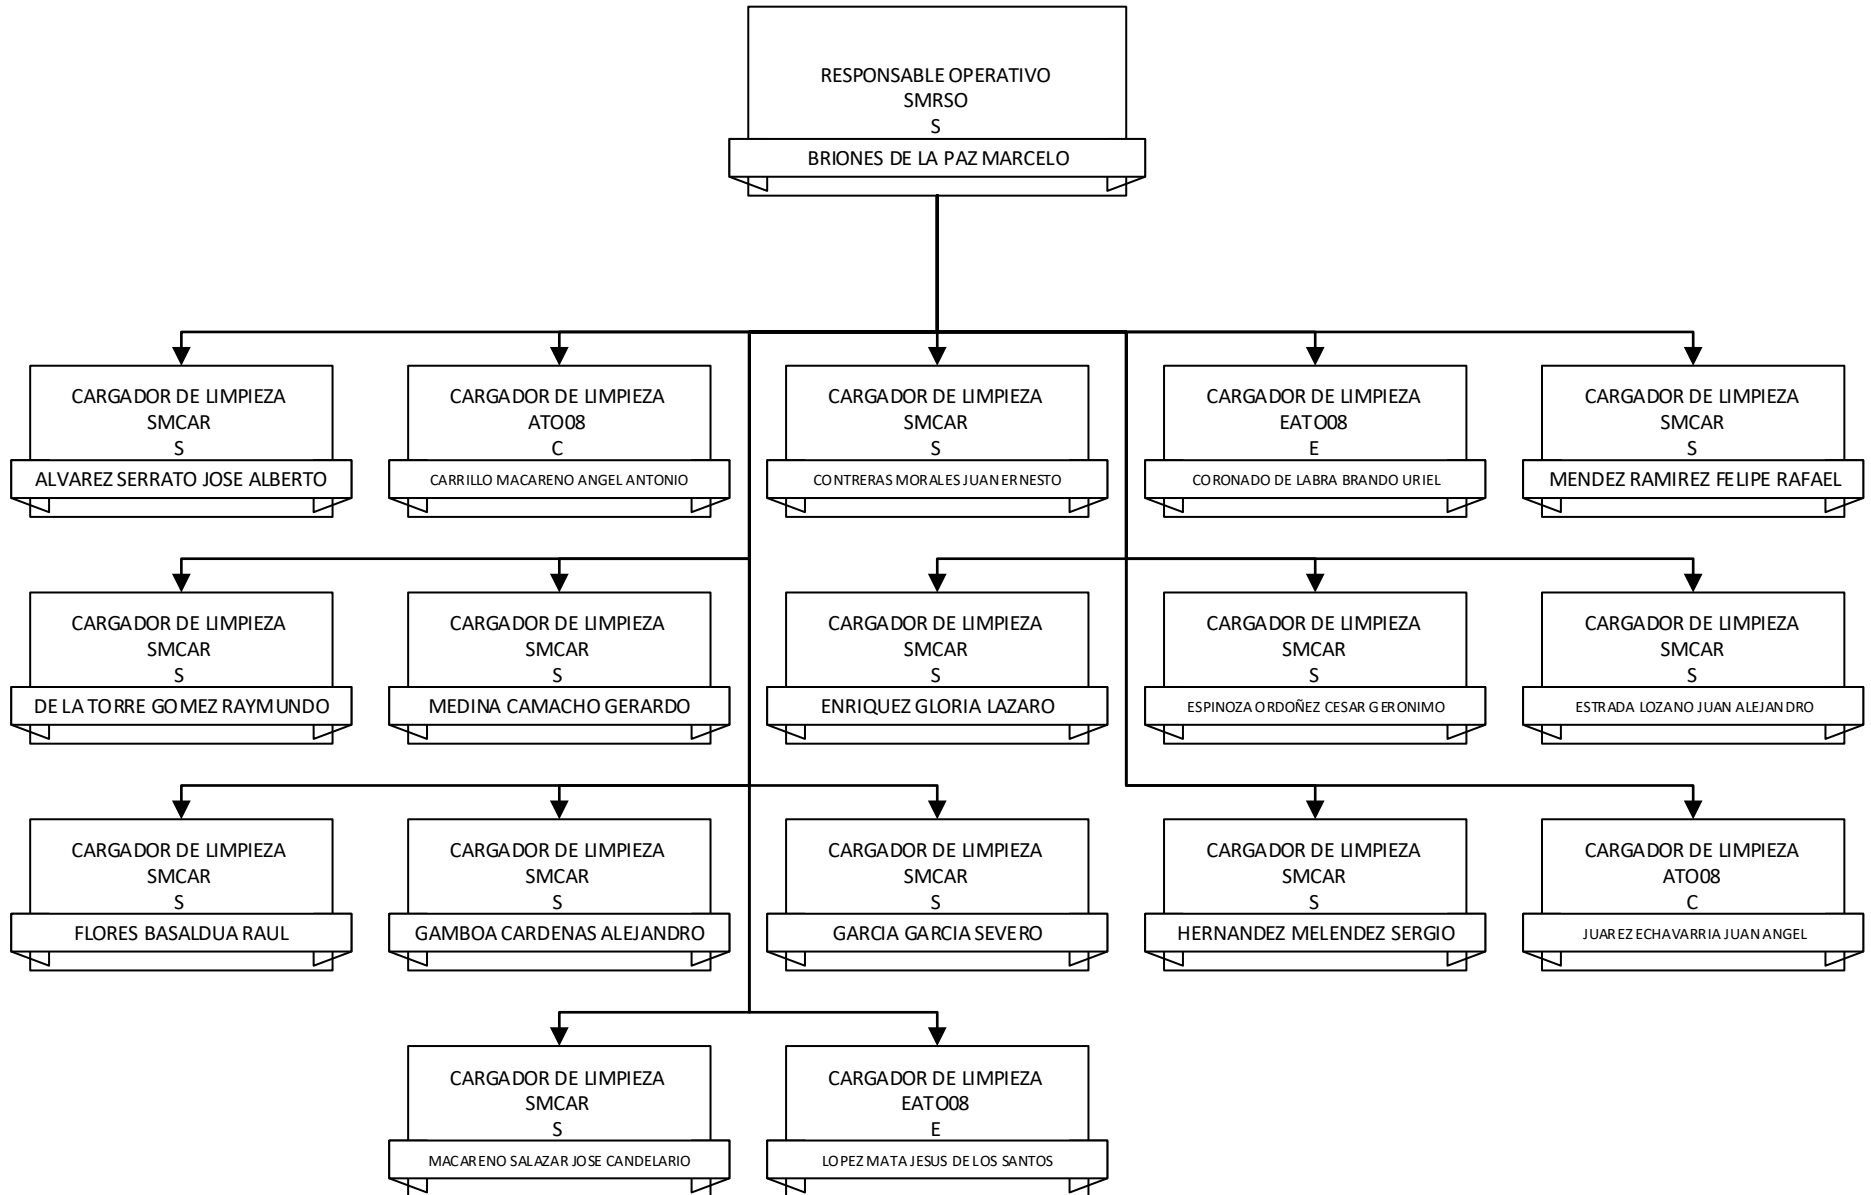 RESPONSABLE OPERATIVO
SMRSO
S
BRIONES DE LA PAZ MARCELO
CARGADOR DE LIMPIEZA
SMCAR
S
ALVAREZ SERRATO JOSE ALBERTO
CARGADOR DE LIMPIEZA
ATO08
C
CARRILLO MACARENO ANGEL ANTONIO
CARGADOR DE LIMPIEZA
SMCAR
S
CONTRERAS MORALES JUAN ERNESTO
CARGADOR DE LIMPIEZA
EATO08
E
CORONADO DE LABRA BRANDO URIEL
CARGADOR DE LIMPIEZA
SMCAR
S
MENDEZ RAMIREZ FELIPE RAFAEL
CARGADOR DE LIMPIEZA
SMCAR
S
DE LA TORRE GOMEZ RAYMUNDO
CARGADOR DE LIMPIEZA
SMCAR
S
MEDINA CAMACHO GERARDO
CARGADOR DE LIMPIEZA
SMCAR
S
ENRIQUEZ GLORIA LAZARO
CARGADOR DE LIMPIEZA
SMCAR
S
ESPINOZA ORDOÑEZ CESAR GERONIMO
CARGADOR DE LIMPIEZA
SMCAR
S
ESTRADA LOZANO JUAN ALEJANDRO
CARGADOR DE LIMPIEZA
SMCAR
S
FLORES BASALDUA RAUL
CARGADOR DE LIMPIEZA
SMCAR
S
GAMBOA CARDENAS ALEJANDRO
CARGADOR DE LIMPIEZA
SMCAR
S
GARCIA GARCIA SEVERO
CARGADOR DE LIMPIEZA
SMCAR
S
HERNANDEZ MELENDEZ SERGIO
CARGADOR DE LIMPIEZA
ATO08
C
JUAREZ ECHAVARRIA JUAN ANGEL
CARGADOR DE LIMPIEZA
SMCAR
S
MACARENO SALAZAR JOSE CANDELARIO
CARGADOR DE LIMPIEZA
EATO08
E
LOPEZ MATA JESUS DE LOS SANTOS